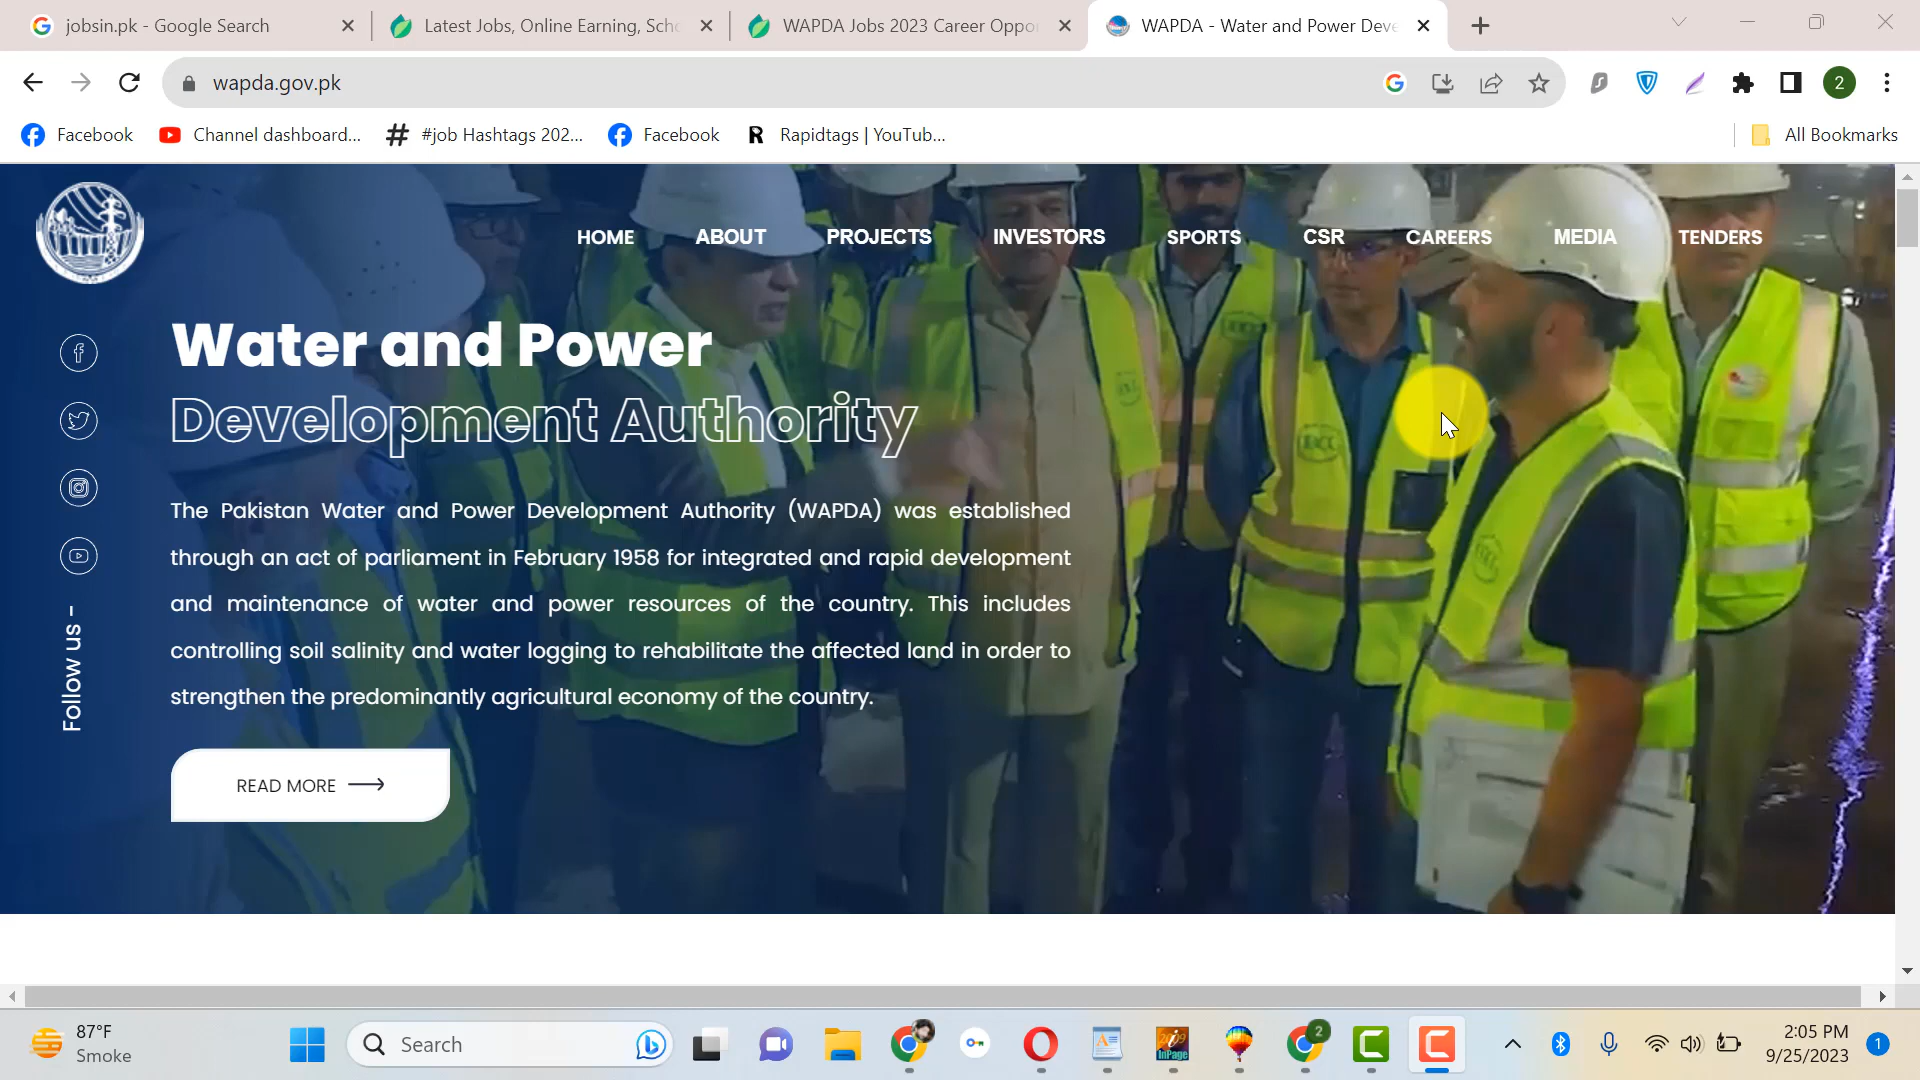 jobsin.pk - Google Search
Latest Jobs, Online Earning, Scho
WAPDA Jobs 2023 Career Oppor
WAPDA - Water and Power Deve
wapda.gov.pk
2
Facebook
Channel dashboard...
#job Hashtags 202...
Facebook
Rapidtags | YouTub...
All Bookmarks
HOME
ABOUT
PROJECTS
INVESTORS
SPORTS
CSR
CAREERS
MEDIA
TENDERS
Water and Power
Development Authority
The Pakistan Water and Power Development Authority (WAPDA) was established
through an act of parliament in February 1958 for integrated and rapid development
and maintenance of water and power resources of the country. This includes
controlling soil salinity and water logging to rehabilitate the affected land in order to
strengthen the predominantly agricultural economy of the country.
Follow us -
READ MORE
87°F
Smoke
Search
InPage
2
2:05 PM
9/25/2023
1